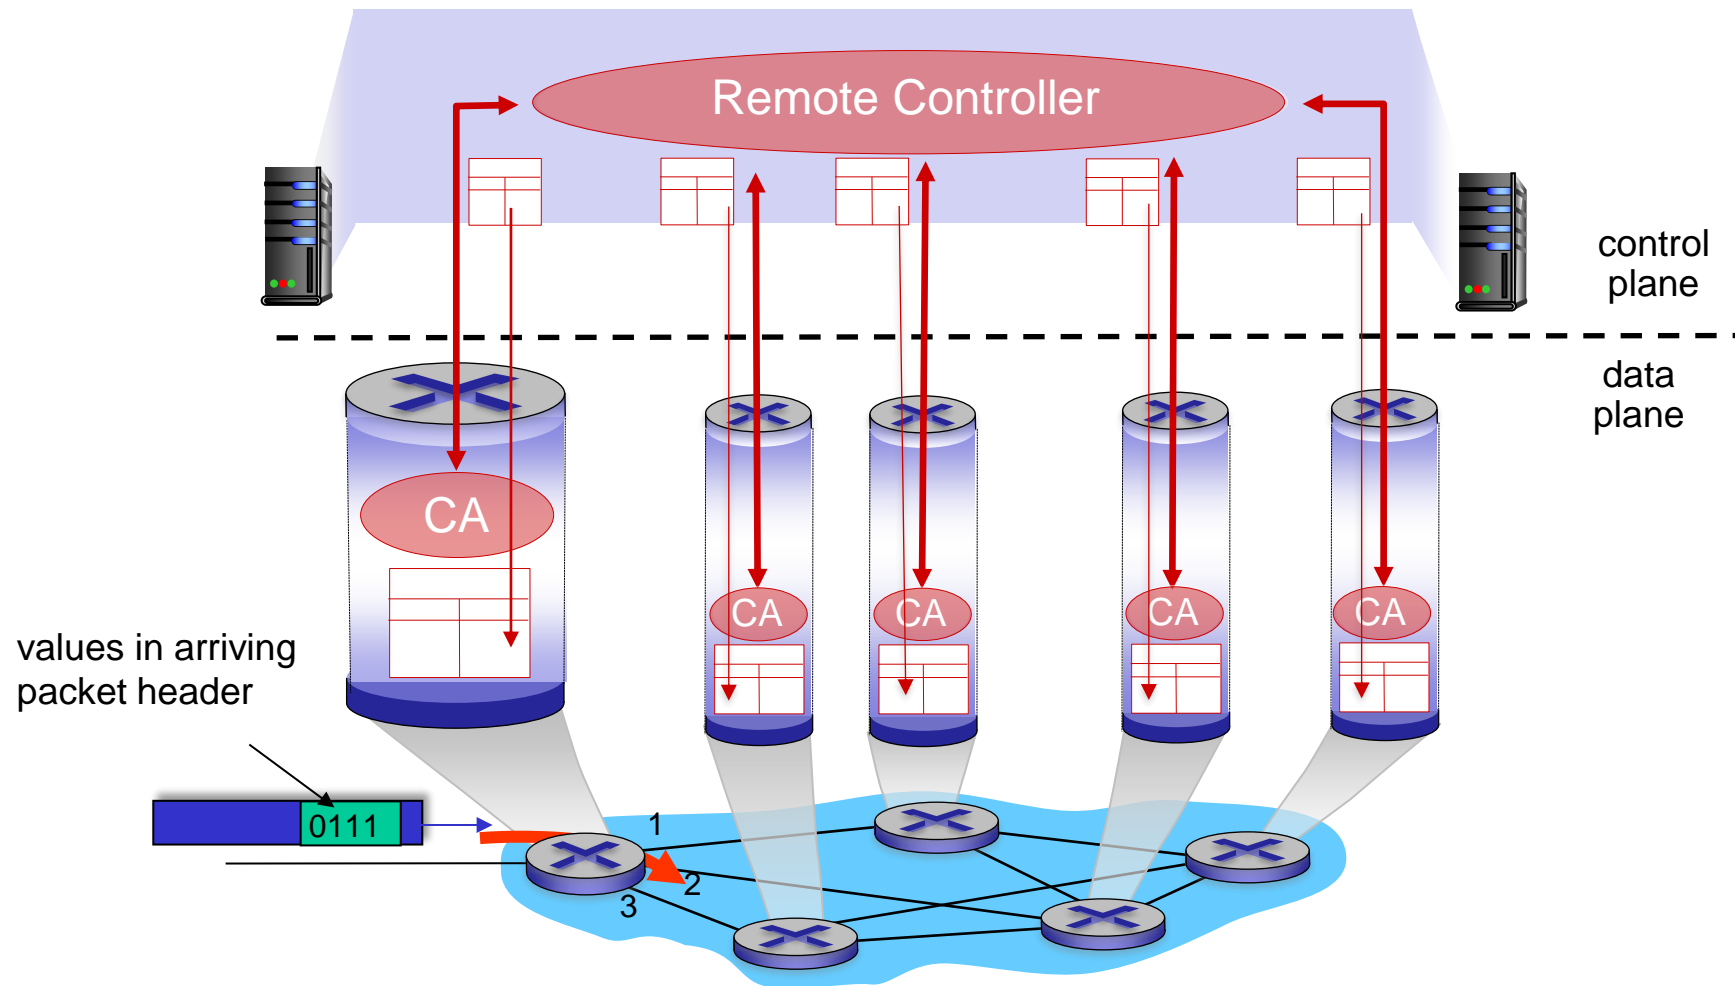 Remote Controller
control
plane
data
plane
CA
CA
CA
CA
CA
values in arriving
packet header
0111
1
2
3